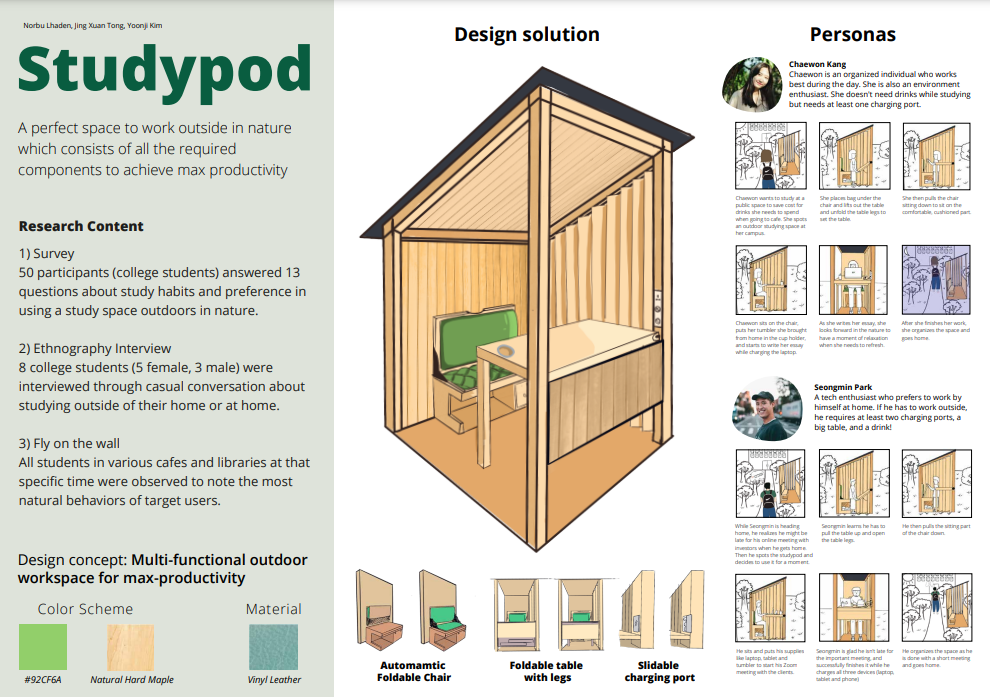 Norbu Lhaden, Jing Xuan Tong, Yoonji Kim
Studypod
A perfect space to work outside in nature
which consists of all the required
components to achieve max productivity
Research Content
1) Survey
50 participants (college students) answered 13
questions about study habits and preference in
using a study space outdoors in nature.
2) Ethnography Interview
8 college students (5 female, 3 male) were
interviewed through casual conversation about
studying outside of their home or at home.
3) Fly on the wall
All students in various cafes and libraries at that
specific time were observed to note the most
natural behaviors of target users.
Design concept: Multi-functional outdoor
workspace for max-productivity
Color Scheme
Material
#92CF6A
Natural Hard Maple
Vinyl Leather
Design solution
Automamtic
Foldable Chair
Foldable table
with legs
Slidable
charging port
Personas
Chaewon Kang
Chaewon is an organized individual who works
best during the day. She is also an environment
enthusiast. She doesn't need drinks while studying
but needs at least one charging port.
Chaewon wants to study at a
public space to save cost for
drinks she needs to spend
when going to cafe. She spots
an outdoor studying space at
her campus.
She places bag under the
chair and lifts out the table
and unfold the table legs to
set the table.
She then pulls the chair
sitting down to sit on the
comfortable, cushioned part.
Chaewon sits on the chair,
puts her tumbler she brought
from home in the cup holder,
and starts to write her essay
while charging the laptop.
As she writes her essay, she
looks forward in the nature to
have a moment of relaxation
when she needs to refresh.
After she finishes her work,
she organizes the space and
goes home.
Seongmin Park
A tech enthusiast who prefers to work by
himself at home. If he has to work outside,
he requires at least two charging ports, a
big table, and a drink!
While Seongmin is heading
home, he realizes he might be
late for his online meeting with
investors when he gets home.
Then he spots the studypod and
decides to use it for a moment.
Seongmin learns he has to
pull the table up and open
the table legs.
He then pulls the sitting part
of the chair down.
He sits and puts his supplies
like laptop, tablet and
tumbler to start his Zoom
meeting with the clients.
Seongmin is glad he isn't late for
the important meeting, and
successfully finishes it while he
charges all three devices (laptop,
tablet and phone)
He organizes the space as he
is done with a short meeting
and goes home.